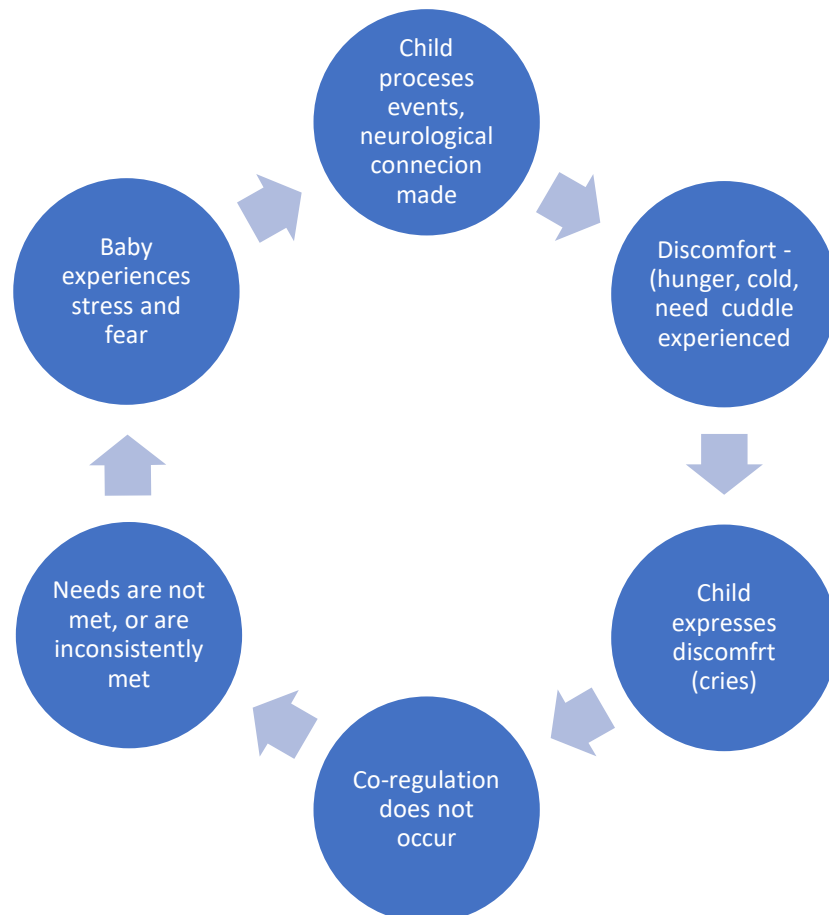 Child
proceses
events,
neurological
connecion
made
Discomfort -
(hunger, cold,
need  cuddle
experienced
Child
expresses
discomfrt
(cries)
Co-regulation
does not
occur
Needs are not
met, or are
inconsistently
met
Baby
experiences
stress and
fear